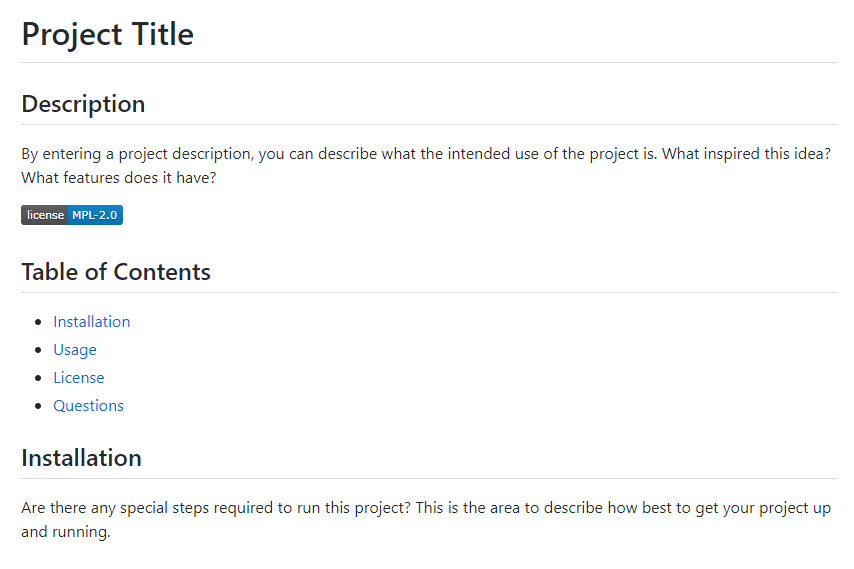 Project Title
Description
By entering a project description, you can describe what the intended use of the project is. What inspired this idea?
What features does it have?
license MPL-2.0
Table of Contents
Installation
Usage
License
Questions
Installation
Are there any special steps required to run this project? This is the area to describe how best to get your project up
and running.